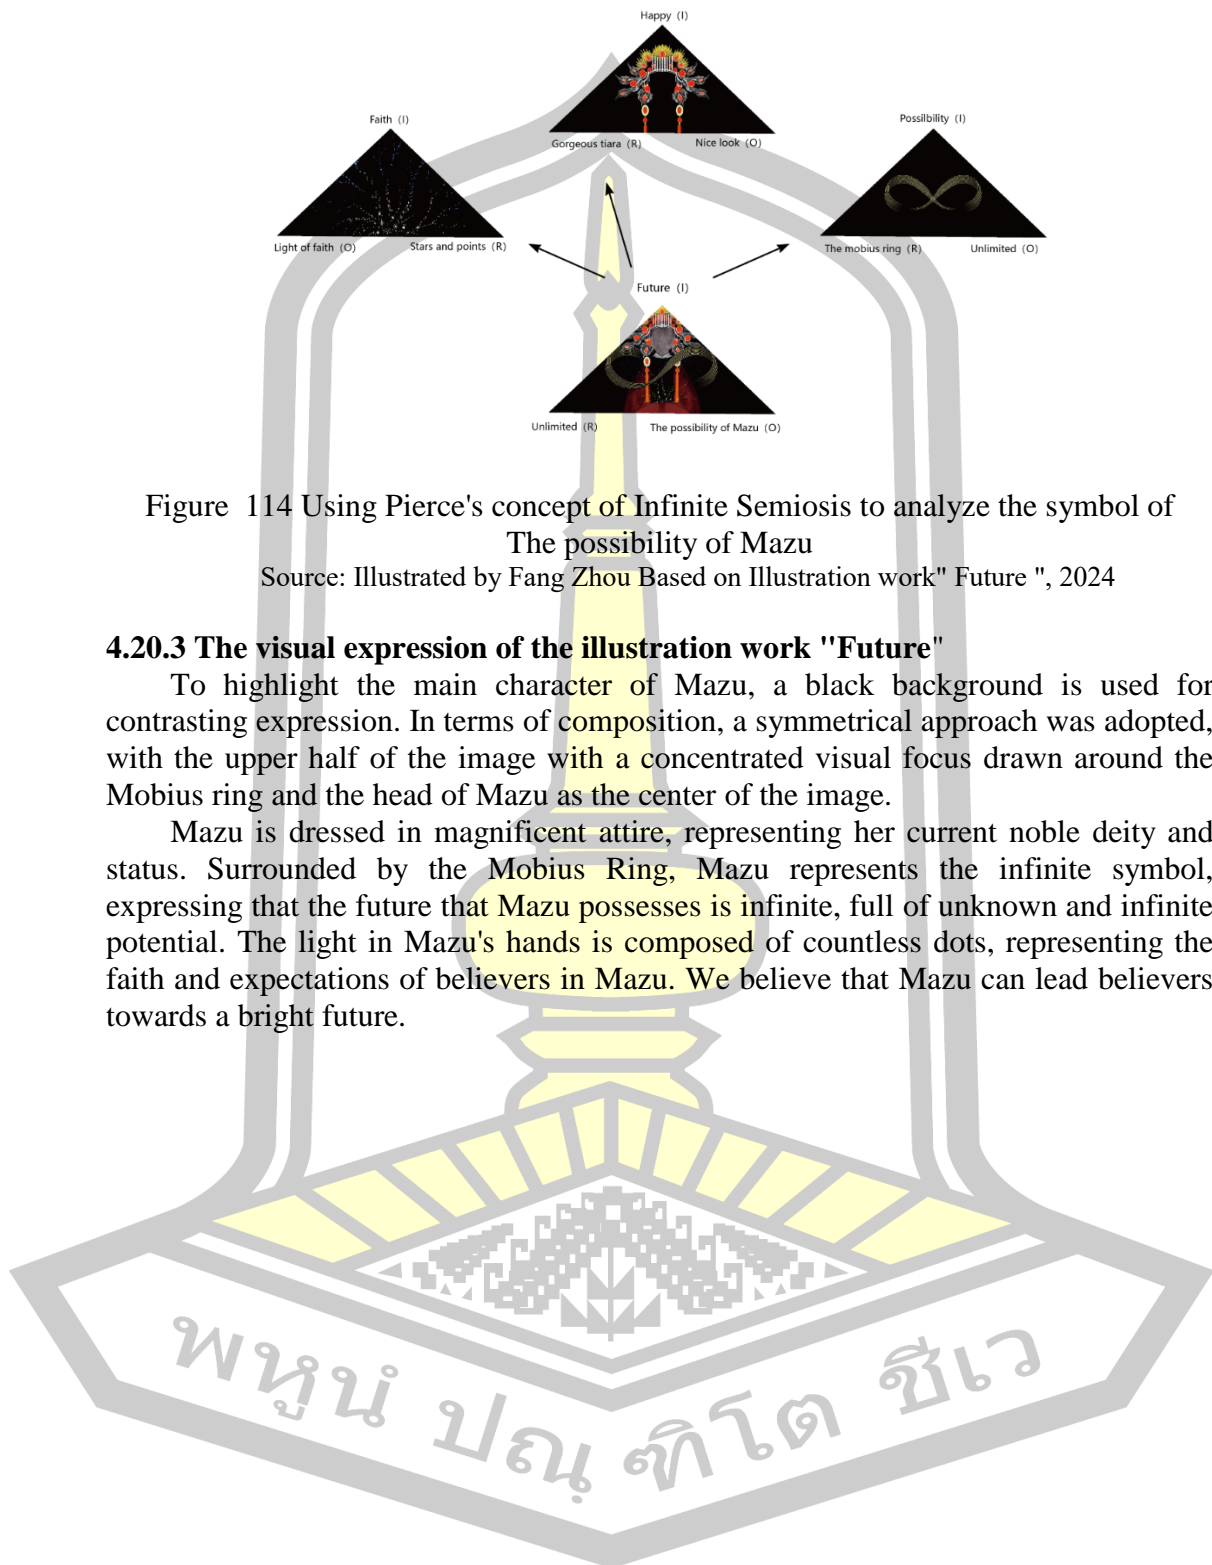 Happy (I)
Gorgeous tiara (R)
Nice look (O)
Faith (I)
Light of faith (O)
Stars and points (R)
Possilbility (I)
The mobius ring (R)
Unlimited (O)
Future (I)
Unlimited (R)
The possibility of Mazu (O)
Figure 114 Using Pierce's concept of Infinite Semiosis to analyze the symbol of
The possibility of Mazu
Source: Illustrated by Fang Zhou Based on Illustration work" Future ", 2024
4.20.3 The visual expression of the illustration work "Future"
To highlight the main character of Mazu, a black background is used for
contrasting expression. In terms of composition, a symmetrical approach was adopted,
with the upper half of the image with a concentrated visual focus drawn around the
Mobius ring and the head of Mazu as the center of the image.
Mazu is dressed in magnificent attire, representing her current noble deity and
status. Surrounded by the Mobius Ring, Mazu represents the infinite symbol,
expressing that the future that Mazu possesses is infinite, full of unknown and infinite
potential. The light in Mazu's hands is composed of countless dots, representing the
faith and expectations of believers in Mazu. We believe that Mazu can lead believers
towards a bright future.
พหูนํ ปณฺฑิโต ชีเว